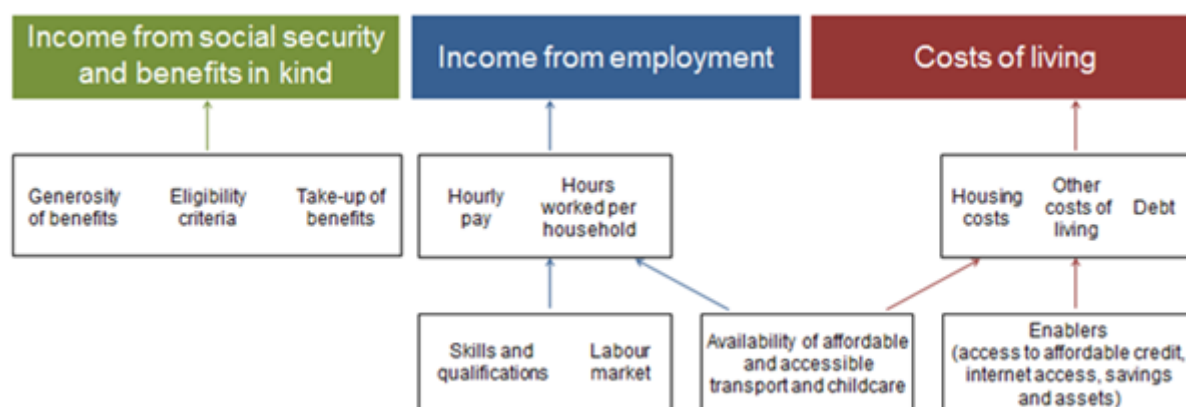 Income from social security
and benefits in kind
Income from employment
Costs of living
Generosity
of benefits
Eligibility
criteria
Take-up of
benefits
Hourly
pay
Hours
worked per
household
Housing
costs
Other
costs of
living
Debt
Skills and
qualifications
Labour
market
Availability of affordable
and accessible
transport and childcare
Enablers
(access to affordable credit,
internet access, savings
and assets)